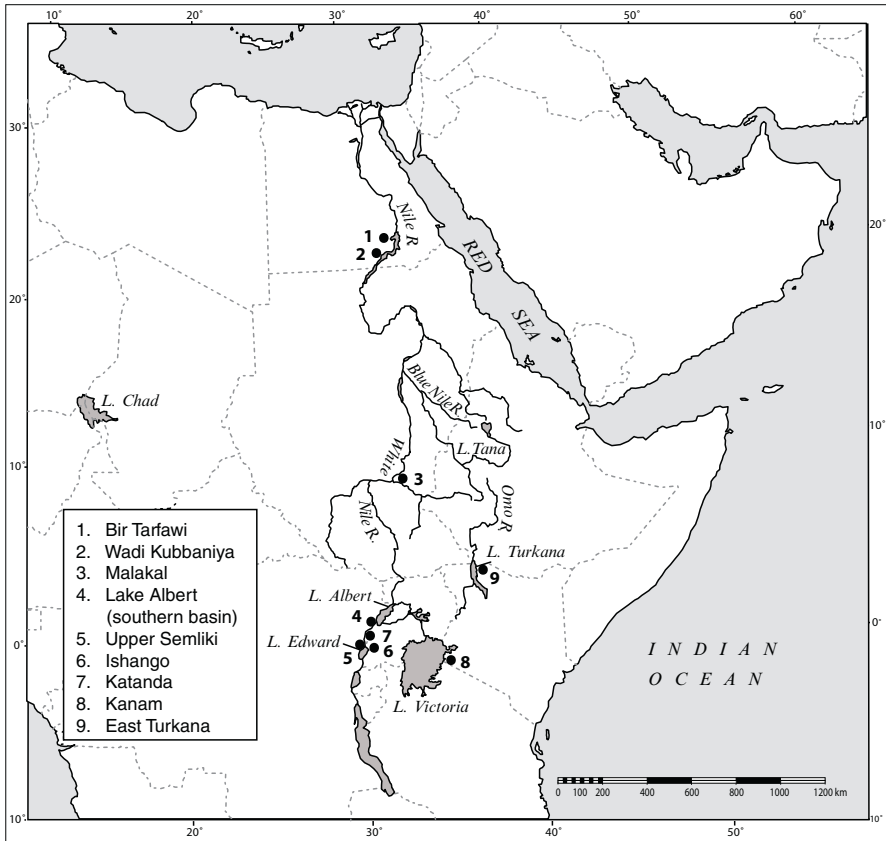 10° 20° 30° 40° 60°
30°
20°
10°
0°
10°
20°
10°
0°
10°
20° 30° 40° 50°
Nile R
1
2
RED
SEA
L. Chad
Blue Nile R.
L.Tana
White
3
Nile R.
Omo R
L. Turkana
9
L. Albert
4
7
L. Edward
5
6
8
L. Victoria
INDIAN
OCEAN
1. Bir Tarfawi
2. Wadi Kubbaniya
3. Malakal
4. Lake Albert
(southern basin)
5. Upper Semliki
6. Ishango
7. Katanda
8. Kanam
9. East Turkana
0 100 200 400 600 800 1000 1200 km